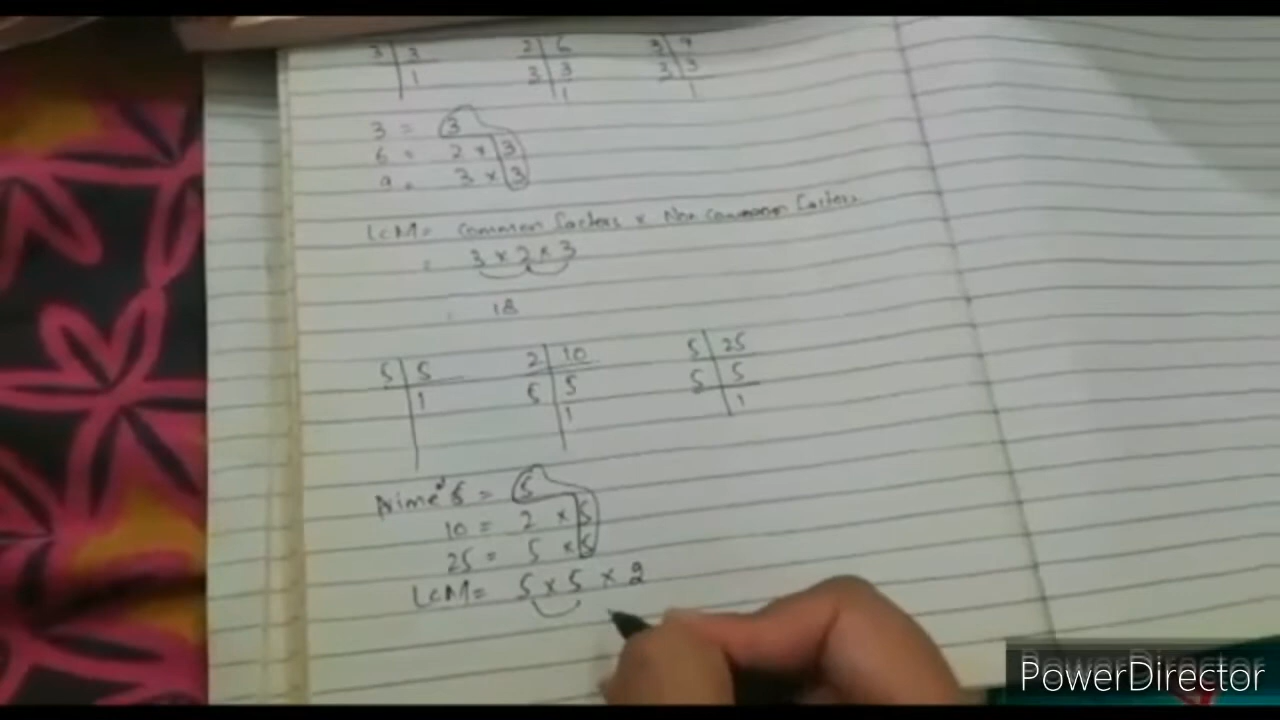 3 | 3 2 | 6 3 | 9
1 3 | 3 3 | 3
1 1
3 = 3
6 = 2 × 3
9 = 3 × 3
LCM = Common factors × Non common factors
= 3 × 2 × 3
= 18
5 | 5 2 | 10 5 | 25
1 5 | 5 5 | 5
1 1
Prime 5 = 5
10 = 2 × 5
25 = 5 × 5
LCM = 5 × 5 × 2
PowerDirector